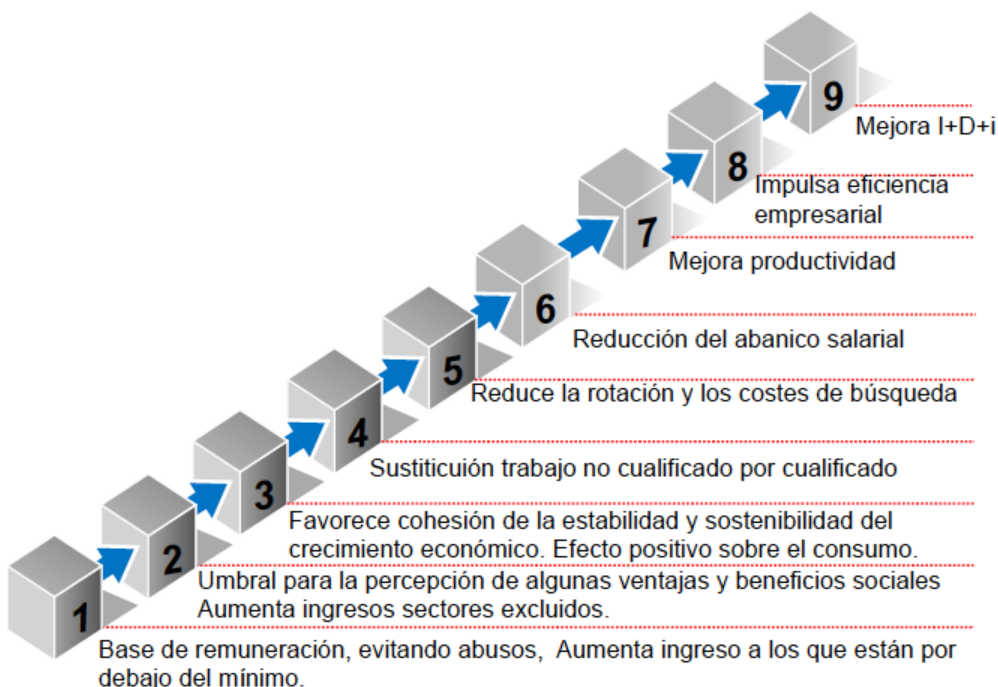 9
Mejora I+D+i
8
Impulsa eficiencia
empresarial
7
Mejora productividad
6
Reducción del abanico salarial
5
Reduce la rotación y los costes de búsqueda
4
Sustiticuión trabajo no cualificado por cualificado
3
Favorece cohesión de la estabilidad y sostenibilidad del
crecimiento económico. Efecto positivo sobre el consumo.
2
Umbral para la percepción de algunas ventajas y beneficios sociales
Aumenta ingresos sectores excluidos.
1
Base de remuneración, evitando abusos, Aumenta ingreso a los que están por
debajo del mínimo.